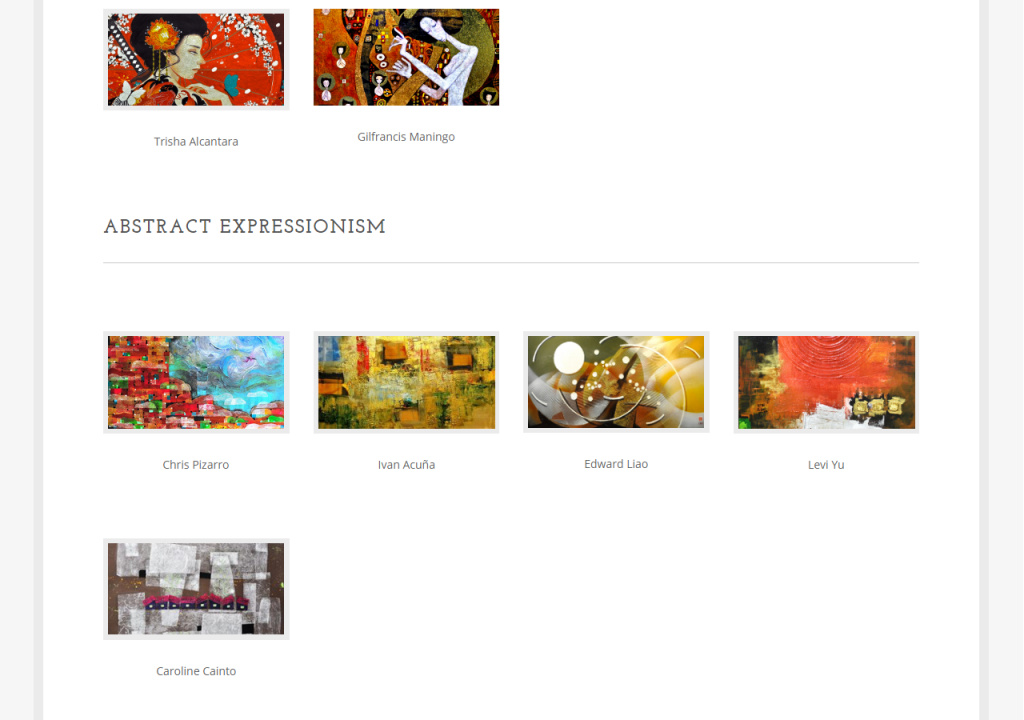 Trisha Alcantara
Gilfrancis Maningo
ABSTRACT EXPRESSIONISM
Chris Pizarro
Ivan Acuña
Edward Liao
Levi Yu
Caroline Cainto